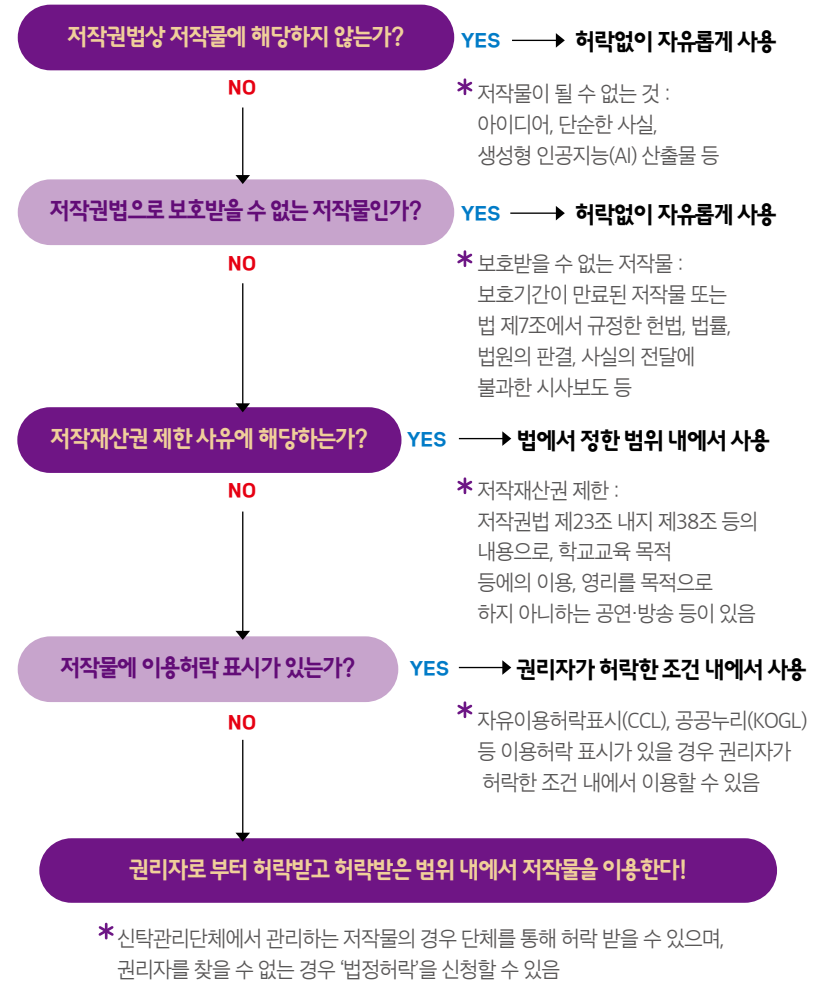 저작권법상 저작물에 해당하지 않는가?
YES
허락없이 자유롭게 사용
NO
* 저작물이 될 수 없는 것 :
아이디어, 단순한 사실,
생성형 인공지능(AI) 산출물 등
저작권법으로 보호받을 수 없는 저작물인가?
YES
허락없이 자유롭게 사용
NO
* 보호받을 수 없는 저작물 :
보호기간이 만료된 저작물 또는
법 제7조에서 규정한 헌법, 법률,
법원의 판결, 사실의 전달에
불과한 시사보도 등
저작재산권 제한 사유에 해당하는가?
YES
법에서 정한 범위 내에서 사용
NO
* 저작재산권 제한 :
저작권법 제23조 내지 제38조 등의
내용으로, 학교교육 목적
등에의 이용, 영리를 목적으로
하지 아니하는 공연·방송 등이 있음
저작물에 이용허락 표시가 있는가?
YES
권리자가 허락한 조건 내에서 사용
NO
* 자유이용허락표시(CCL), 공공누리(KOGL)
등 이용허락 표시가 있을 경우 권리자가
허락한 조건 내에서 이용할 수 있음
권리자로 부터 허락받고 허락받은 범위 내에서 저작물을 이용한다!
* 신탁관리단체에서 관리하는 저작물의 경우 단체를 통해 허락 받을 수 있으며,
권리자를 찾을 수 없는 경우 ‘법정허락’을 신청할 수 있음